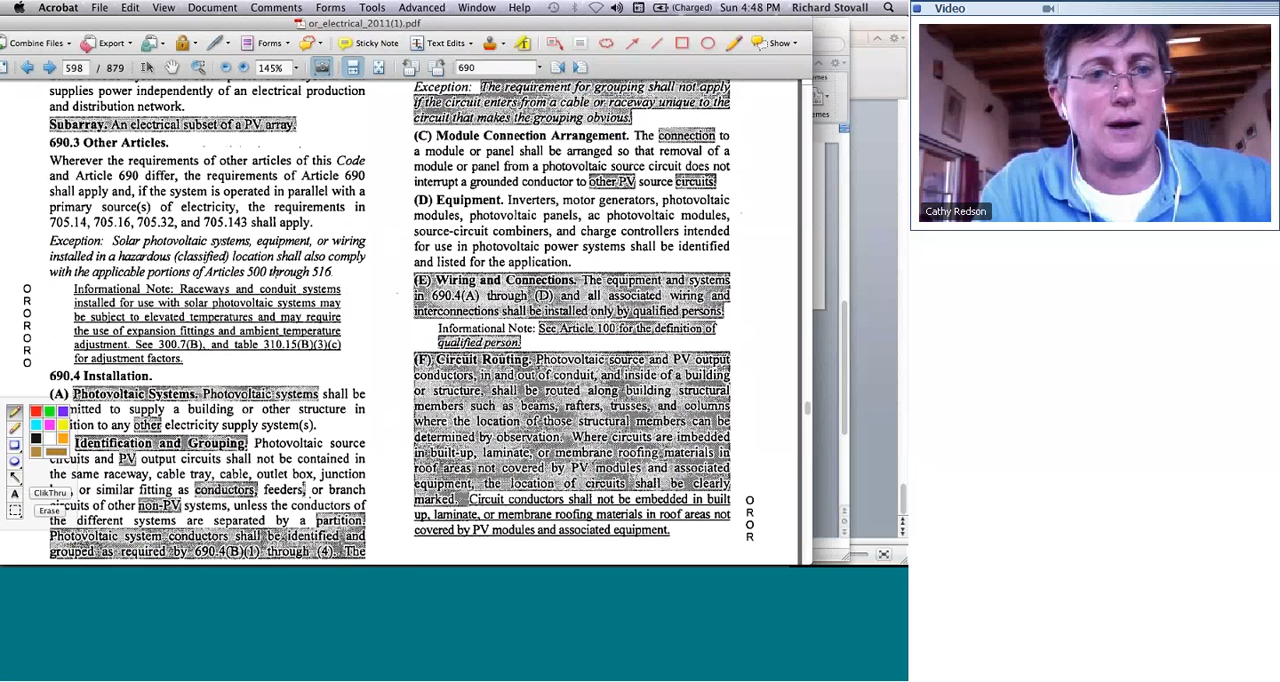 Acrobat File Edit View Document Comments Forms Tools Advanced Window Help (Charged) Sun 4:48 PM Richard Stovall
or_electrical_2011(1).pdf
Combine Files Export Forms Sticky Note Text Edits Show
598 / 879 145% 690
supplies power independently of an electrical production
and distribution network.
Subarray. An electrical subset of a PV array.
690.3 Other Articles.
Wherever the requirements of other articles of this Code
and Article 690 differ, the requirements of Article 690
shall apply and, if the system is operated in parallel with a
primary source(s) of electricity, the requirements in
705.14, 705.16, 705.32, and 705.143 shall apply.
Exception: Solar photovoltaic systems, equipment, or wiring
installed in a hazardous (classified) location shall also comply
with the applicable portions of Articles 500 through 516.
Informational Note: Raceways and conduit systems
installed for use with solar photovoltaic systems may
be subject to elevated temperatures and may require
the use of expansion fittings and ambient temperature
adjustment. See 300.7(B), and table 310.15(B)(3)(c)
for adjustment factors.
O
R
O
R
O
R
O
690.4 Installation.
(A) Photovoltaic Systems. Photovoltaic systems shall be
mitted to supply a building or other structure in
ition to any other electricity supply system(s).
Identification and Grouping. Photovoltaic source
cuits and PV output circuits shall not be contained in
the same raceway, cable tray, cable, outlet box, junction
or similar fitting as conductors, feeders, or branch
circuits of other non-PV systems, unless the conductors of
the different systems are separated by a partition.
Photovoltaic system conductors shall be identified and
grouped as required by 690.4(B)(1) through (4). The
A
ClikThru
Erase
Exception: The requirement for grouping shall not apply
if the circuit enters from a cable or raceway unique to the
circuit that makes the grouping obvious.
(C) Module Connection Arrangement. The connection to
a module or panel shall be arranged so that removal of a
module or panel from a photovoltaic source circuit does not
interrupt a grounded conductor to other PV source circuits.
(D) Equipment. Inverters, motor generators, photovoltaic
modules, photovoltaic panels, ac photovoltaic modules,
source-circuit combiners, and charge controllers intended
for use in photovoltaic power systems shall be identified
and listed for the application.
(E) Wiring and Connections. The equipment and systems
in 690.4(A) through (D) and all associated wiring and
interconnections shall be installed only by qualified persons.
Informational Note: See Article 100 for the definition of
qualified person.
(F) Circuit Routing. Photovoltaic source and PV output
conductors, in and out of conduit, and inside of a building
or structure, shall be routed along building structural
members such as beams, rafters, trusses, and columns
where the location of those structural members can be
determined by observation. Where circuits are imbedded
in built-up, laminate, or membrane roofing materials in
roof areas not covered by PV modules and associated
equipment, the location of circuits shall be clearly
marked. Circuit conductors shall not be embedded in built
up, laminate, or membrane roofing materials in roof areas not
covered by PV modules and associated equipment.
O
R
O
R
Video
Cathy Redson